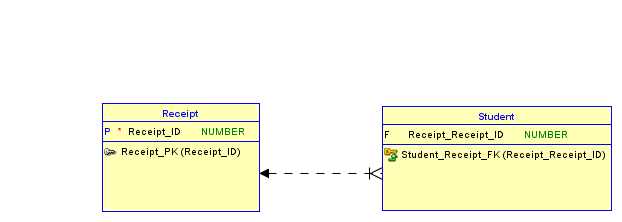 Receipt
P * Receipt_ID NUMBER
Receipt_PK (Receipt_ID)
Student
F Receipt_Receipt_ID NUMBER
Student_Receipt_FK (Receipt_Receipt_ID)